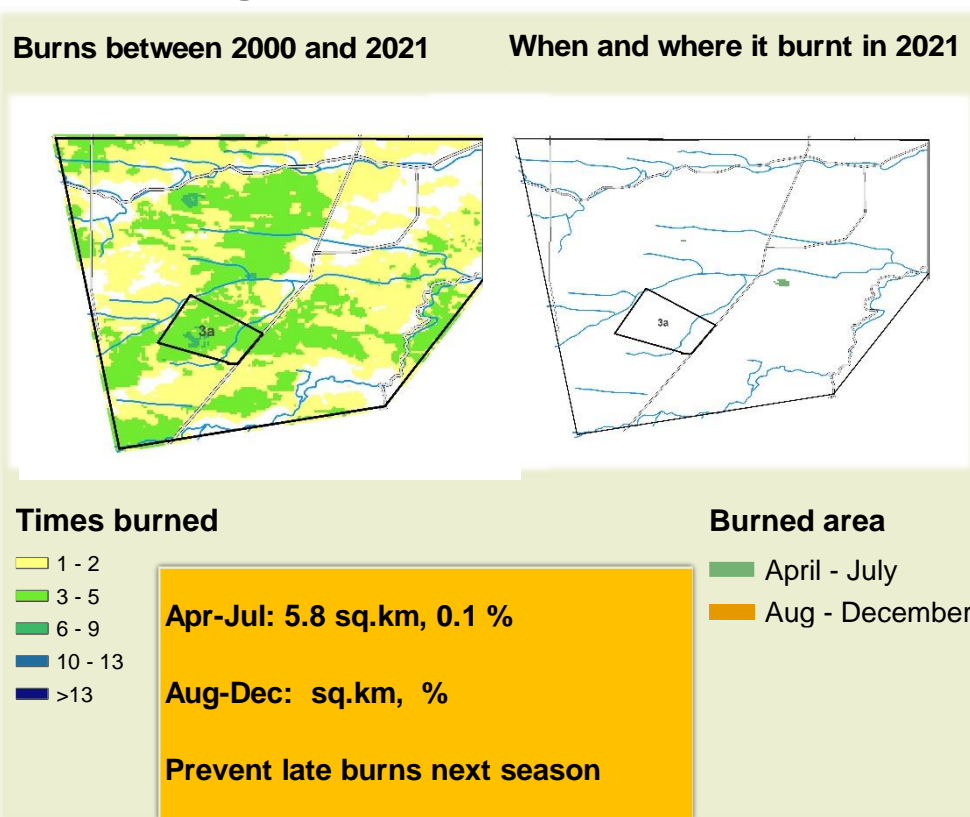 Burns between 2000 and 2021
When and where it burnt in 2021
3a
3a
Times burned
1 - 2
3 - 5
6 - 9
10 - 13
>13
Apr-Jul: 5.8 sq.km, 0.1 %
Aug-Dec:  sq.km,  %
Prevent late burns next season
Burned area
April - July
Aug - December